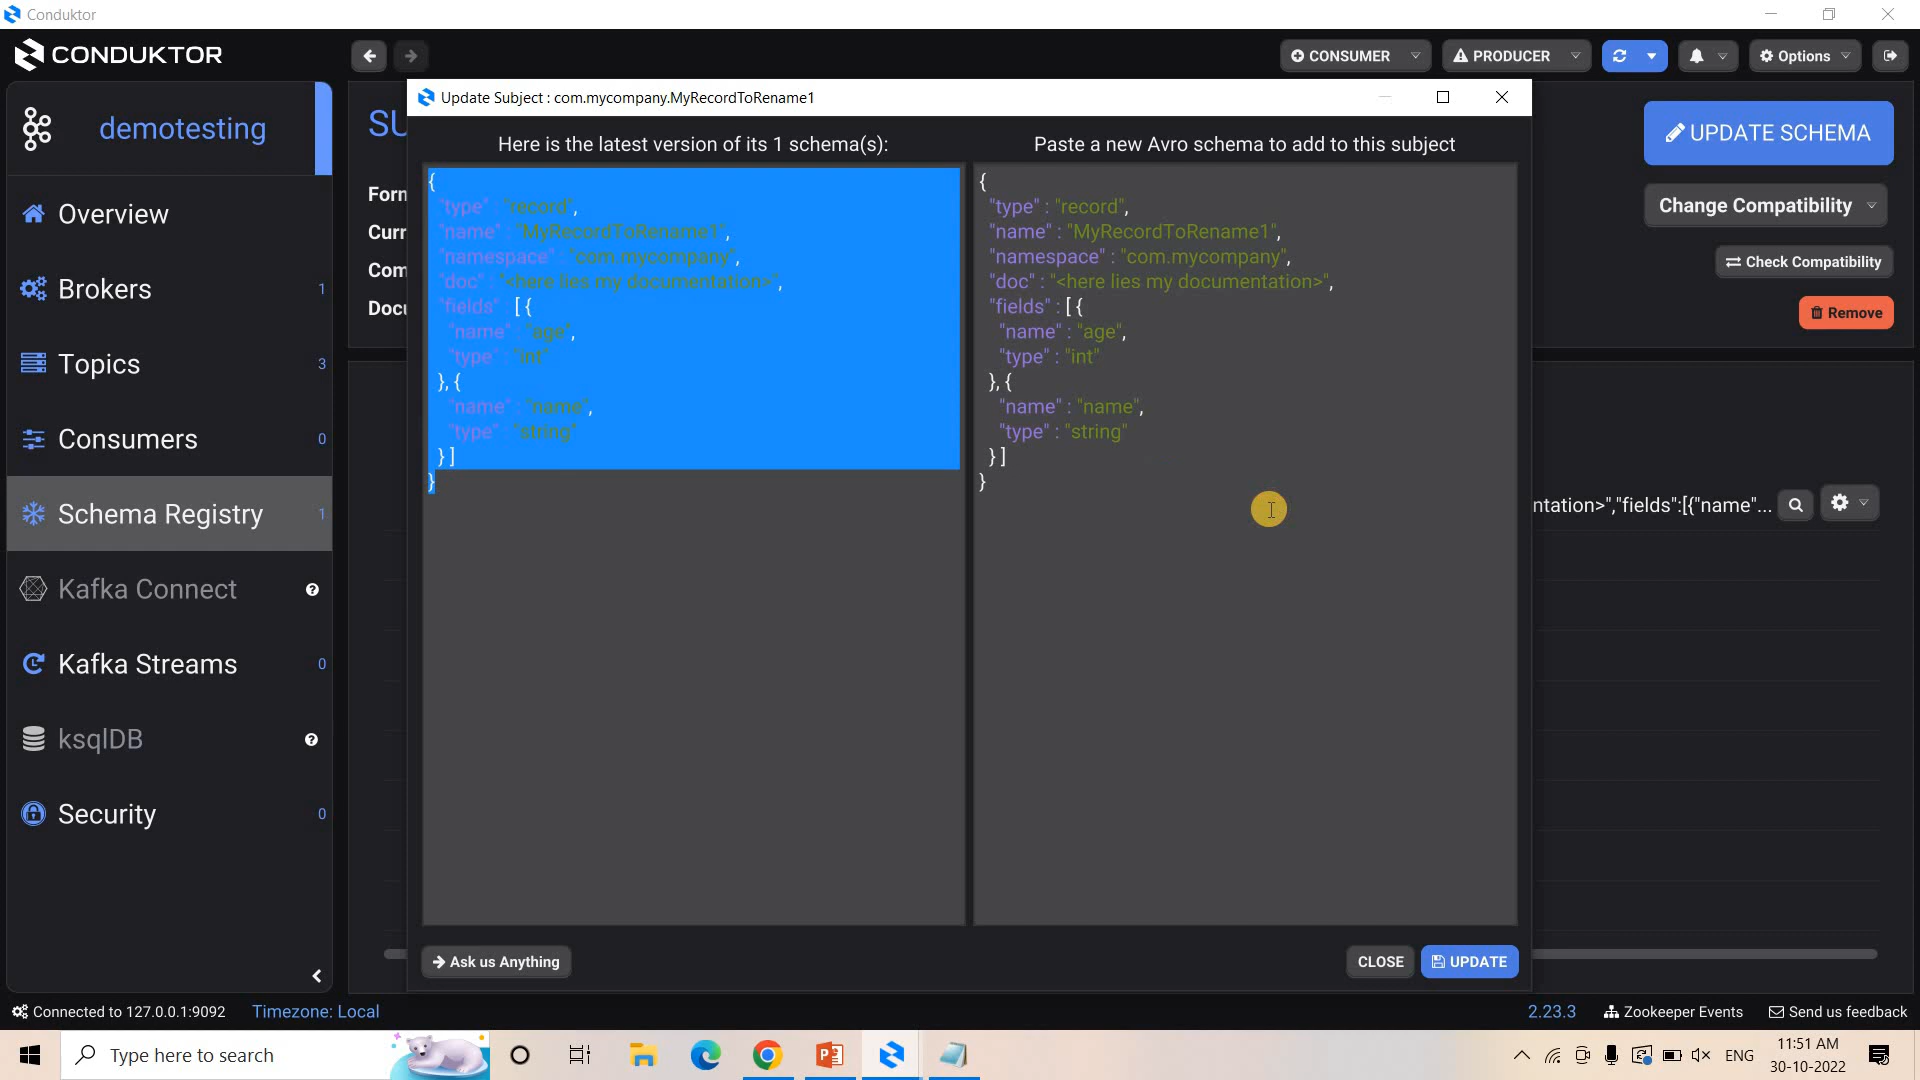 Conduktor
CONDUKTOR
CONSUMER
PRODUCER
Options
demotesting
Overview
Brokers 1
Topics 3
Consumers 0
Schema Registry 1
Kafka Connect
Kafka Streams 0
ksqlDB
Security 0
SU
Form
Curr
Com
Docu
UPDATE SCHEMA
Change Compatibility
Check Compatibility
Remove
ntation>","fields":[{"name"...
Update Subject : com.mycompany.MyRecordToRename1
Here is the latest version of its 1 schema(s):
{
"type" : "record",
"name" : "MyRecordToRename1",
"namespace" : "com.mycompany",
"doc" : "<here lies my documentation>",
"fields" : [ {
"name" : "age",
"type" : "int"
}, {
"name" : "name",
"type" : "string"
} ]
}
Paste a new Avro schema to add to this subject
{
"type" : "record",
"name" : "MyRecordToRename1",
"namespace" : "com.mycompany",
"doc" : "<here lies my documentation>",
"fields" : [ {
"name" : "age",
"type" : "int"
}, {
"name" : "name",
"type" : "string"
} ]
}
Ask us Anything
CLOSE
UPDATE
Connected to 127.0.0.1:9092
Timezone: Local
2.23.3
Zookeeper Events
Send us feedback
Type here to search
ENG
11:51 AM
30-10-2022